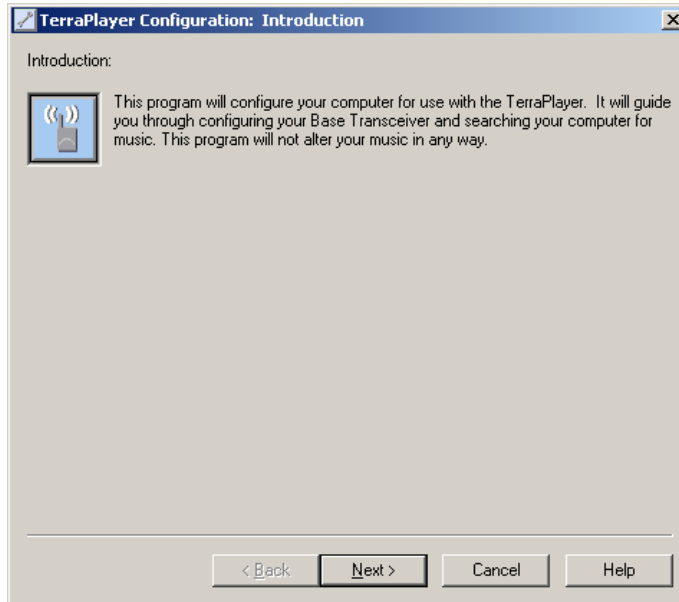 TerraPlayer Configuration: Introduction
Introduction:
This program will configure your computer for use with the TerraPlayer. It will guide
you through configuring your Base Transceiver and searching your computer for
music. This program will not alter your music in any way.
< Back
Next >
Cancel
Help